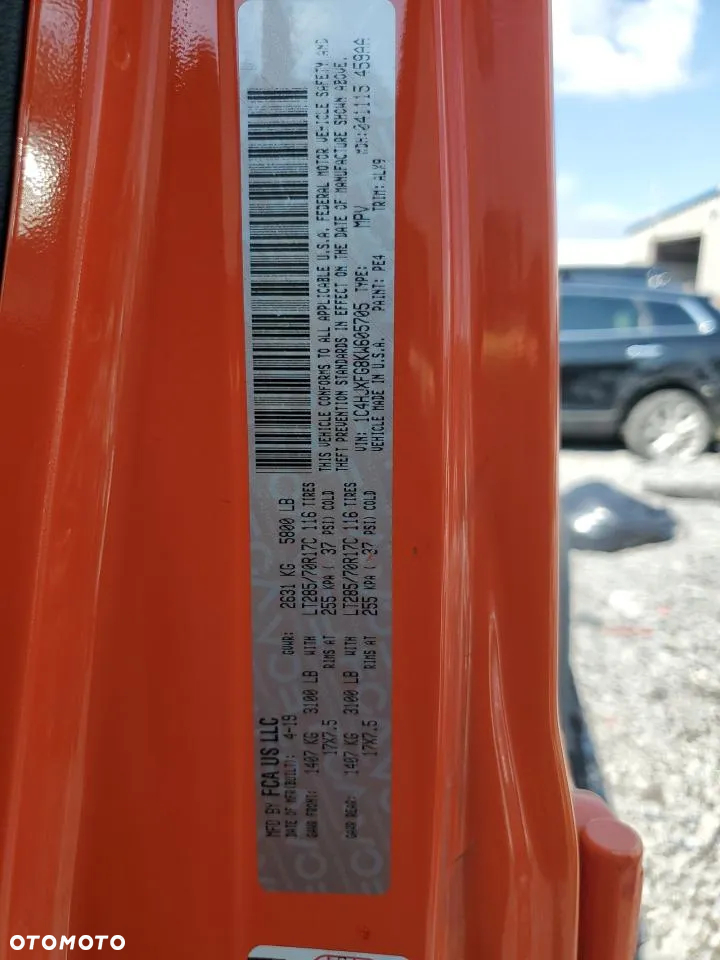 MFD BY FCA US LLC
DATE OF MFR(BUILT): 4-19 GVWR: 2631 KG 5800 LB
GAWR FRONT: 1407 KG 3100 LB WITH LT285/70R17C 116 TIRES
17X7.5 RIMS AT 255 KPA ( 37 PSI) COLD
GAWR REAR: 1407 KG 3100 LB WITH LT285/70R17C 116 TIRES
17X7.5 RIMS AT 255 KPA ( 37 PSI) COLD
THIS VEHICLE CONFORMS TO ALL APPLICABLE U.S.A. FEDERAL MOTOR VEHICLE SAFETY AND
THEFT PREVENTION STANDARDS IN EFFECT ON THE DATE OF MANUFACTURE SHOWN ABOVE.
VIN: 1C4HJXFG8KW605705 TYPE: MPV MDH:041115 459AA
VEHICLE MADE IN U.S.A. PAINT: PE4 TRIM: ALX9
OTOMOTO